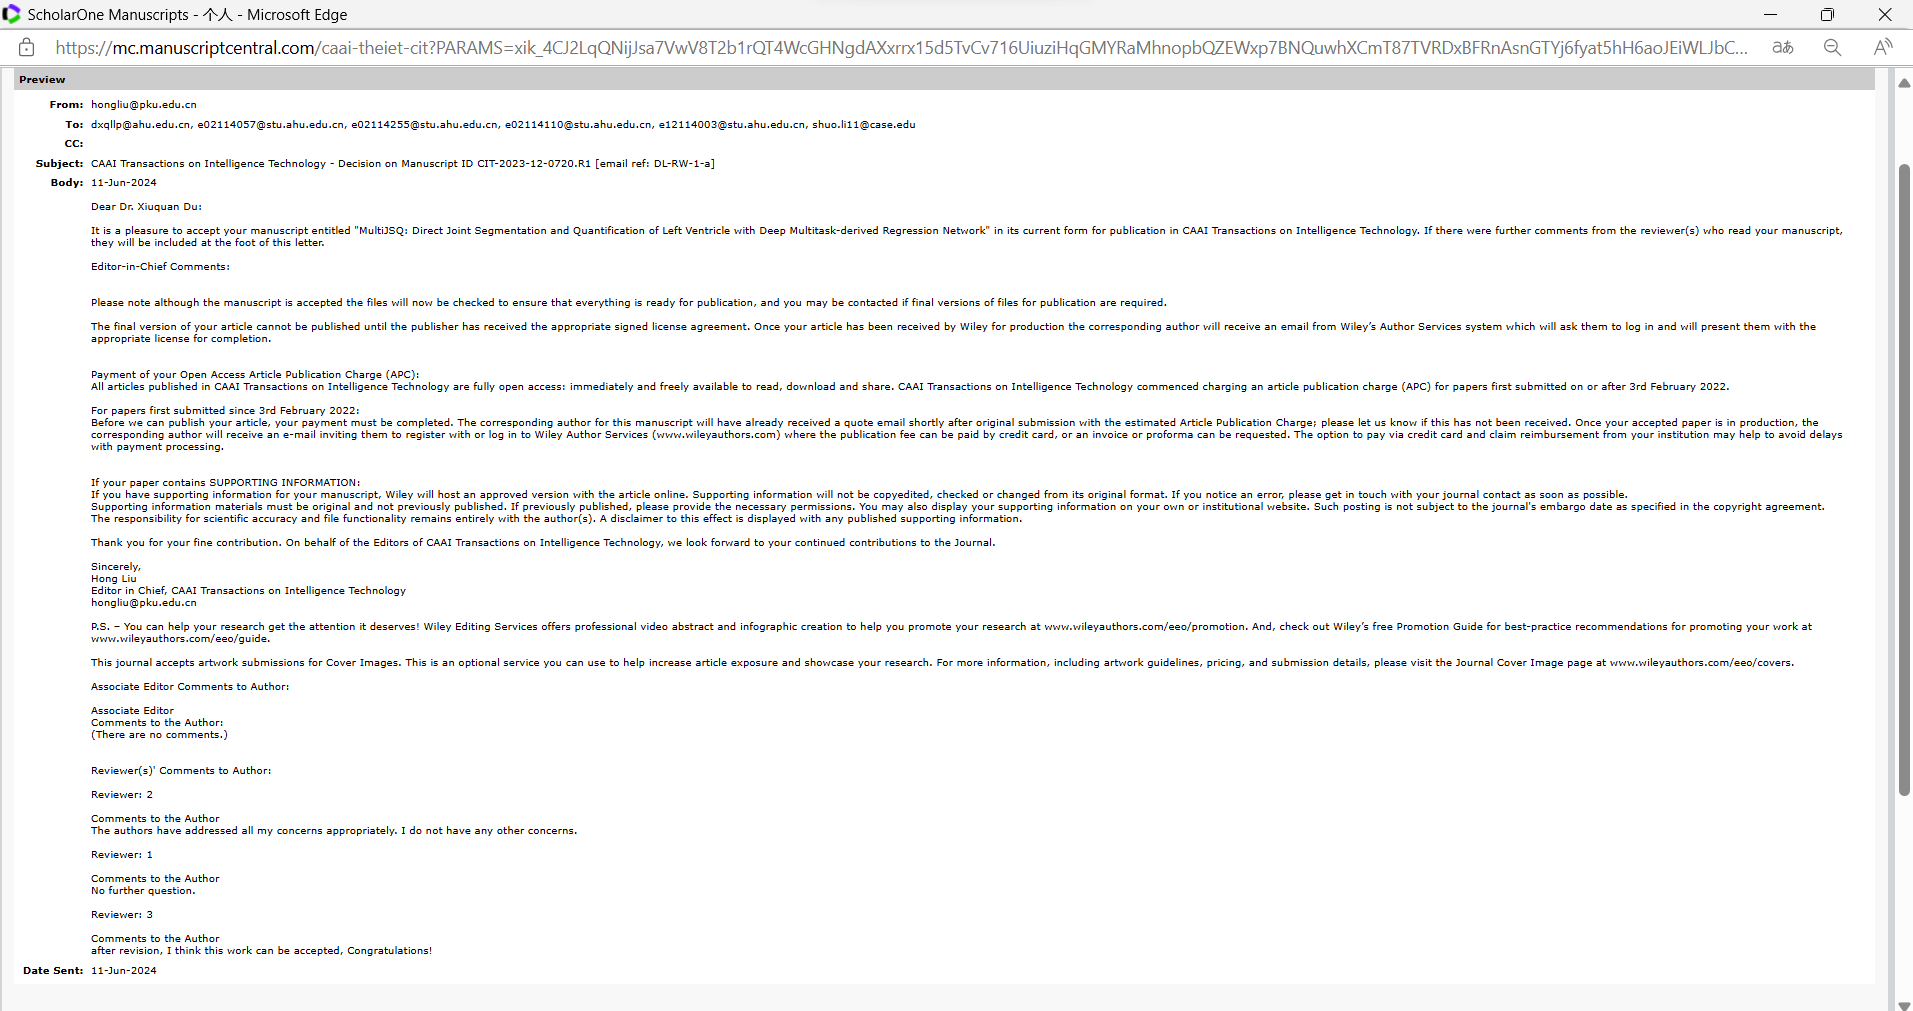 ScholarOne Manuscripts - 个人 - Microsoft Edge
Preview
From: hongliu@pku.edu.cn
To: dxqllp@ahu.edu.cn, e02114057@stu.ahu.edu.cn, e02114255@stu.ahu.edu.cn, e02114110@stu.ahu.edu.cn, e12114003@stu.ahu.edu.cn, shuo.li11@case.edu
CC:
Subject: CAAI Transactions on Intelligence Technology - Decision on Manuscript ID CIT-2023-12-0720.R1 [email ref: DL-RW-1-a]
Body: 11-Jun-2024
Dear Dr. Xiuquan Du:
It is a pleasure to accept your manuscript entitled "MultiJSQ: Direct Joint Segmentation and Quantification of Left Ventricle with Deep Multitask-derived Regression Network" in its current form for publication in CAAI Transactions on Intelligence Technology. If there were further comments from the reviewer(s) who read your manuscript,
they will be included at the foot of this letter.
Editor-in-Chief Comments:
Please note although the manuscript is accepted the files will now be checked to ensure that everything is ready for publication, and you may be contacted if final versions of files for publication are required.
The final version of your article cannot be published until the publisher has received the appropriate signed license agreement. Once your article has been received by Wiley for production the corresponding author will receive an email from Wiley's Author Services system which will ask them to log in and will present them with the
appropriate license for completion.
Payment of your Open Access Article Publication Charge (APC):
All articles published in CAAI Transactions on Intelligence Technology are fully open access: immediately and freely available to read, download and share. CAAI Transactions on Intelligence Technology commenced charging an article publication charge (APC) for papers first submitted on or after 3rd February 2022.
For papers first submitted since 3rd February 2022:
Before we can publish your article, your payment must be completed. The corresponding author for this manuscript will have already received a quote email shortly after original submission with the estimated Article Publication Charge; please let us know if this has not been received. Once your accepted paper is in production, the
corresponding author will receive an e-mail inviting them to register with or log in to Wiley Author Services (www.wileyauthors.com) where the publication fee can be paid by credit card, or an invoice or proforma can be requested. The option to pay via credit card and claim reimbursement from your institution may help to avoid delays
with payment processing.
If your paper contains SUPPORTING INFORMATION:
If you have supporting information for your manuscript, Wiley will host an approved version with the article online. Supporting information will not be copyedited, checked or changed from its original format. If you notice an error, please get in touch with your journal contact as soon as possible.
Supporting information materials must be original and not previously published. If previously published, please provide the necessary permissions. You may also display your supporting information on your own or institutional website. Such posting is not subject to the journal's embargo date as specified in the copyright agreement.
The responsibility for scientific accuracy and file functionality remains entirely with the author(s). A disclaimer to this effect is displayed with any published supporting information.
Thank you for your fine contribution. On behalf of the Editors of CAAI Transactions on Intelligence Technology, we look forward to your continued contributions to the Journal.
Sincerely,
Hong Liu
Editor in Chief, CAAI Transactions on Intelligence Technology
hongliu@pku.edu.cn
P.S. – You can help your research get the attention it deserves! Wiley Editing Services offers professional video abstract and infographic creation to help you promote your research at www.wileyauthors.com/eeo/promotion. And, check out Wiley's free Promotion Guide for best-practice recommendations for promoting your work at
www.wileyauthors.com/eeo/guide.
This journal accepts artwork submissions for Cover Images. This is an optional service you can use to help increase article exposure and showcase your research. For more information, including artwork guidelines, pricing, and submission details, please visit the Journal Cover Image page at www.wileyauthors.com/eeo/covers.
Associate Editor Comments to Author:
Associate Editor
Comments to the Author:
(There are no comments.)
Reviewer(s)' Comments to Author:
Reviewer: 2
Comments to the Author
The authors have addressed all my concerns appropriately. I do not have any other concerns.
Reviewer: 1
Comments to the Author
No further question.
Reviewer: 3
Comments to the Author
after revision, I think this work can be accepted, Congratulations!
Date Sent: 11-Jun-2024